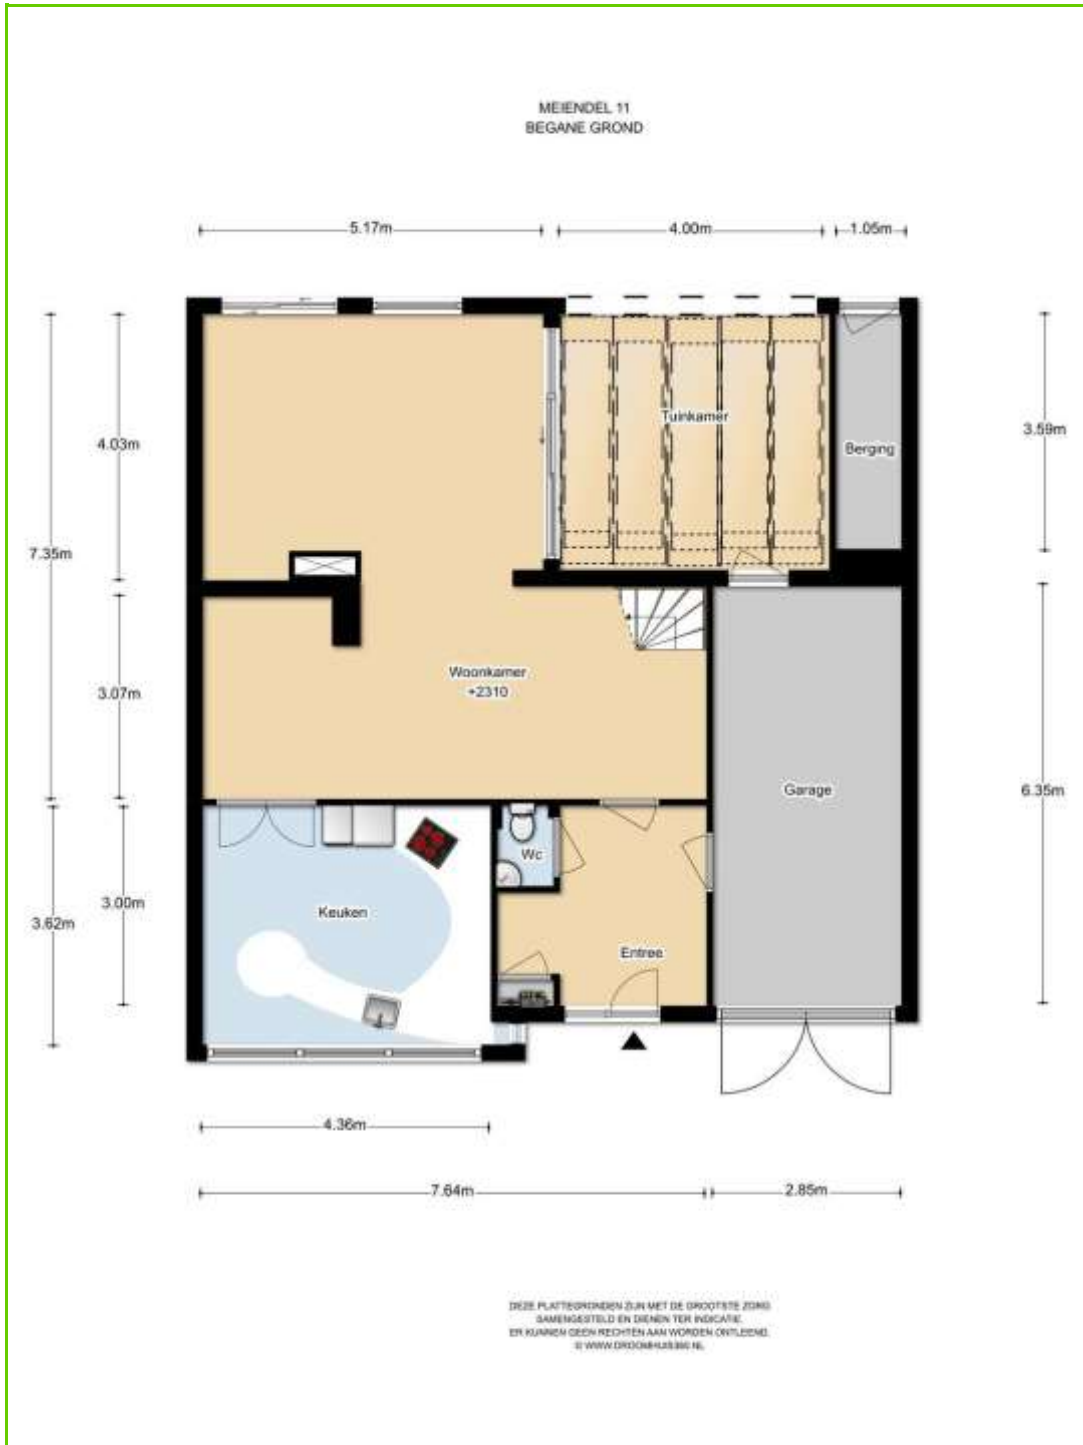 MEIENDEL 11
BEGANE GROND
5.17m
4.00m
1.05m
4.03m
7.35m
3.07m
3.00m
3.62m
3.59m
6.35m
Tuinkamer
Berging
Woonkamer
+2310
Garage
Wc
Keuken
Entree
4.36m
7.64m
2.85m
DEZE PLATTEGRONDEN ZIJN MET DE GROOTSTE ZORG
SAMENGESTELD EN DIENEN TER INDICATIE.
ER KUNNEN GEEN RECHTEN AAN WORDEN ONTLEEND.
© WWW.DROOMHUIS360.NL